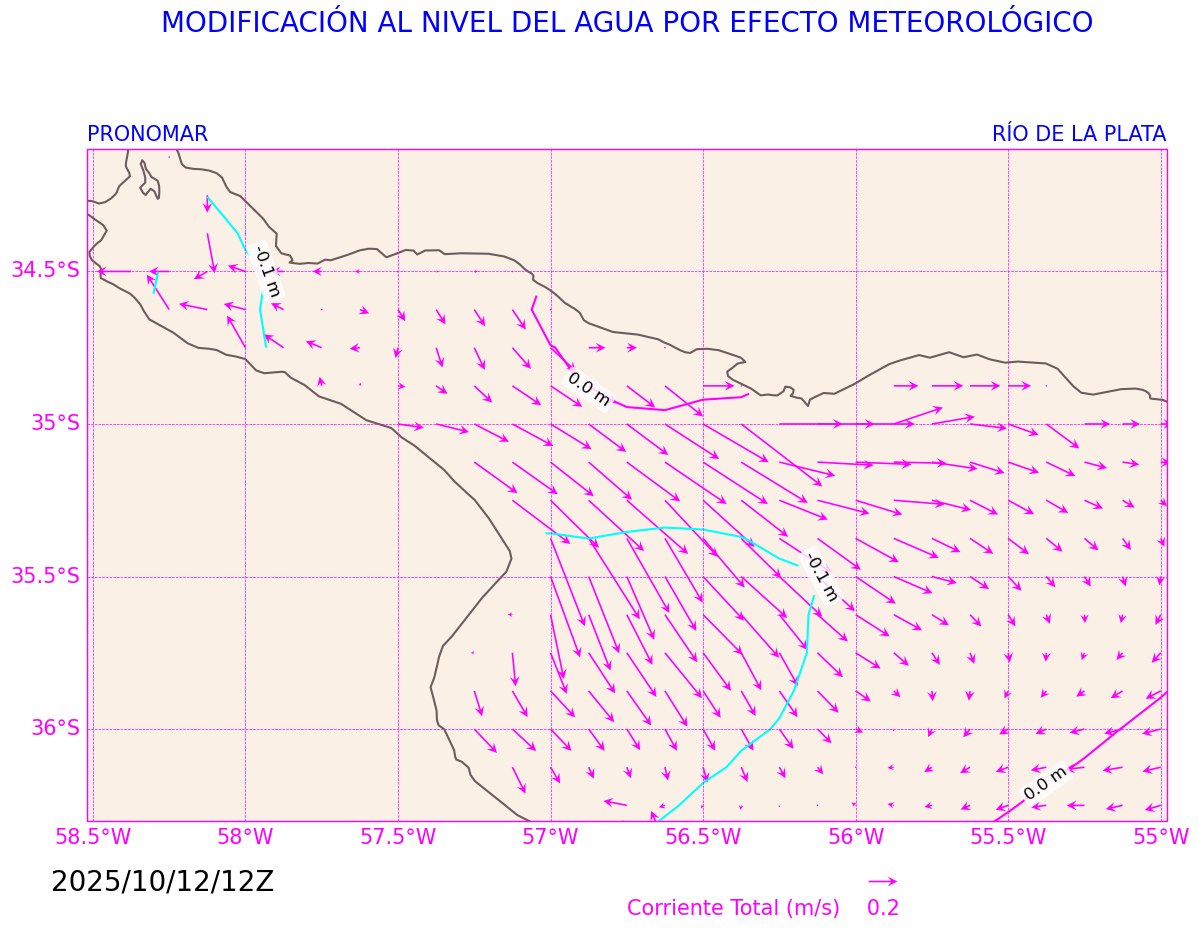 MODIFICACIÓN AL NIVEL DEL AGUA POR EFECTO METEOROLÓGICO
PRONOMAR
RÍO DE LA PLATA
-0.1 m
34.5°S
0.0 m
35°S
-0.1 m
35.5°S
36°S
0.0 m
58.5°W 58°W 57.5°W 57°W 56.5°W 56°W 55.5°W 55°W
2025/10/12/12Z
Corriente Total (m/s) 0.2